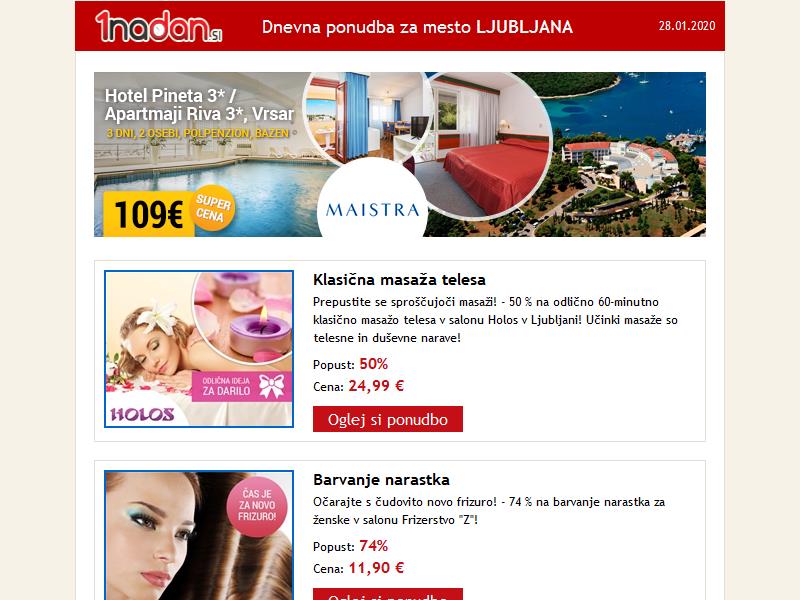 1nadan.si
Dnevna ponudba za mesto LJUBLJANA
28.01.2020
Hotel Pineta 3* /
Apartmaji Riva 3*, Vrsar
3 DNI, 2 OSEBI, POLPENZION, BAZEN
109€
SUPER
CENA
MAISTRA
Klasična masaža telesa
Prepustite se sproščujoči masaži! - 50 % na odlično 60-minutno
klasično masažo telesa v salonu Holos v Ljubljani! Učinki masaže so
telesne in duševne narave!
Popust: 50%
Cena: 24,99 €
Oglej si ponudbo
ODLIČNA IDEJA
ZA DARILO
HOLOS
Barvanje narastka
Očarajte s čudovito novo frizuro! - 74 % na barvanje narastka za
ženske v salonu Frizerstvo "Z"!
Popust: 74%
Cena: 11,90 €
Oglej si ponudbo
ČAS JE
ZA NOVO
FRIZURO!